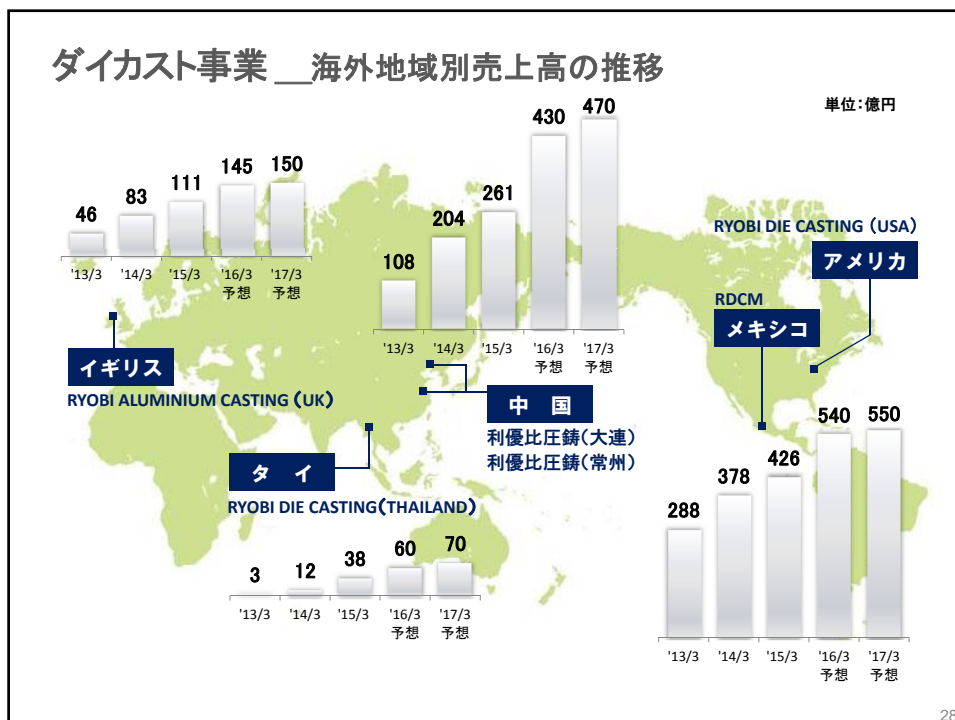 ダイカスト事業 __海外地域別売上高の推移
単位：億円
46 83 111 145 150
'13/3 '14/3 '15/3 '16/3 '17/3
予想 予想
イギリス
RYOBI ALUMINIUM CASTING (UK)
108 204 261 430 470
'13/3 '14/3 '15/3 '16/3 '17/3
予想 予想
中 国
利優比圧鋳(大連)
利優比圧鋳(常州)
タ イ
RYOBI DIE CASTING(THAILAND)
3 12 38 60 70
'13/3 '14/3 '15/3 '16/3 '17/3
予想 予想
RYOBI DIE CASTING (USA)
アメリカ
RDCM
メキシコ
288 378 426 540 550
'13/3 '14/3 '15/3 '16/3 '17/3
予想 予想
28